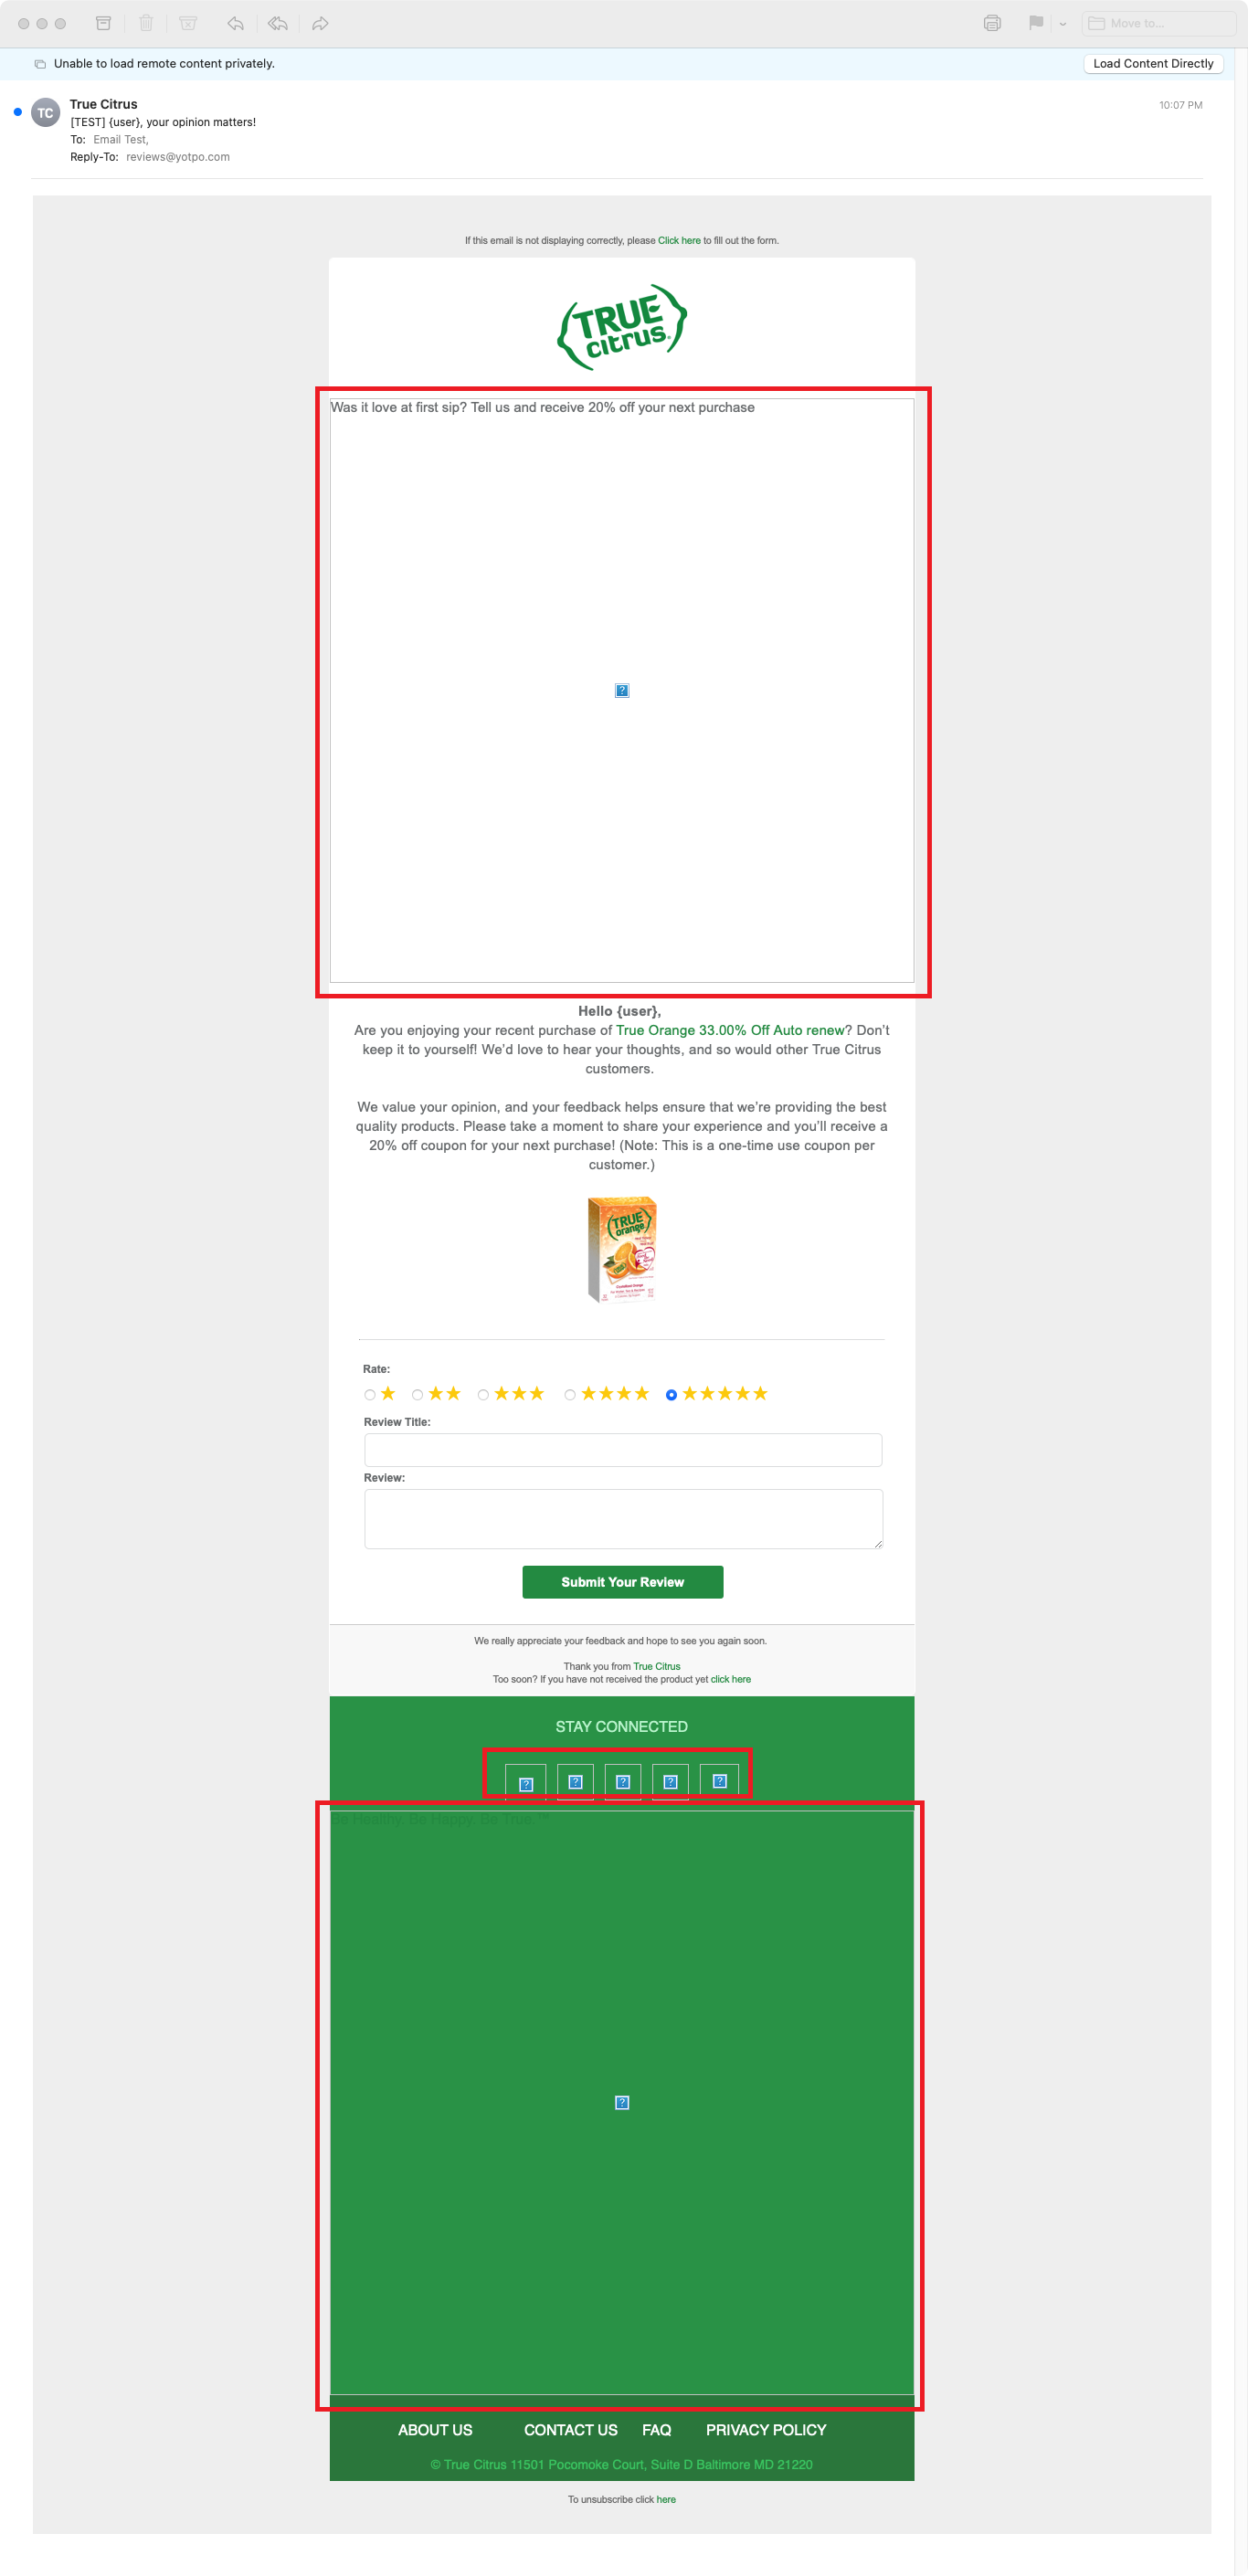 Move to...
Unable to load remote content privately.
Load Content Directly
TC
True Citrus
10:07 PM
[TEST] {user}, your opinion matters!
To: Email Test,
Reply-To: reviews@yotpo.com
If this email is not displaying correctly, please Click here to fill out the form.
TRUE
citrus®
Was it love at first sip? Tell us and receive 20% off your next purchase
?
Hello {user},
Are you enjoying your recent purchase of True Orange 33.00% Off Auto renew? Don't
keep it to yourself! We'd love to hear your thoughts, and so would other True Citrus
customers.
We value your opinion, and your feedback helps ensure that we're providing the best
quality products. Please take a moment to share your experience and you'll receive a
20% off coupon for your next purchase! (Note: This is a one-time use coupon per
customer.)
TRUE
orange
Rate:
Review Title:
Review:
Submit Your Review
We really appreciate your feedback and hope to see you again soon.
Thank you from True Citrus
Too soon? If you have not received the product yet click here
STAY CONNECTED
? ? ? ? ?
Be Healthy. Be Happy. Be True.™
?
ABOUT US CONTACT US FAQ PRIVACY POLICY
© True Citrus 11501 Pocomoke Court, Suite D Baltimore MD 21220
To unsubscribe click here